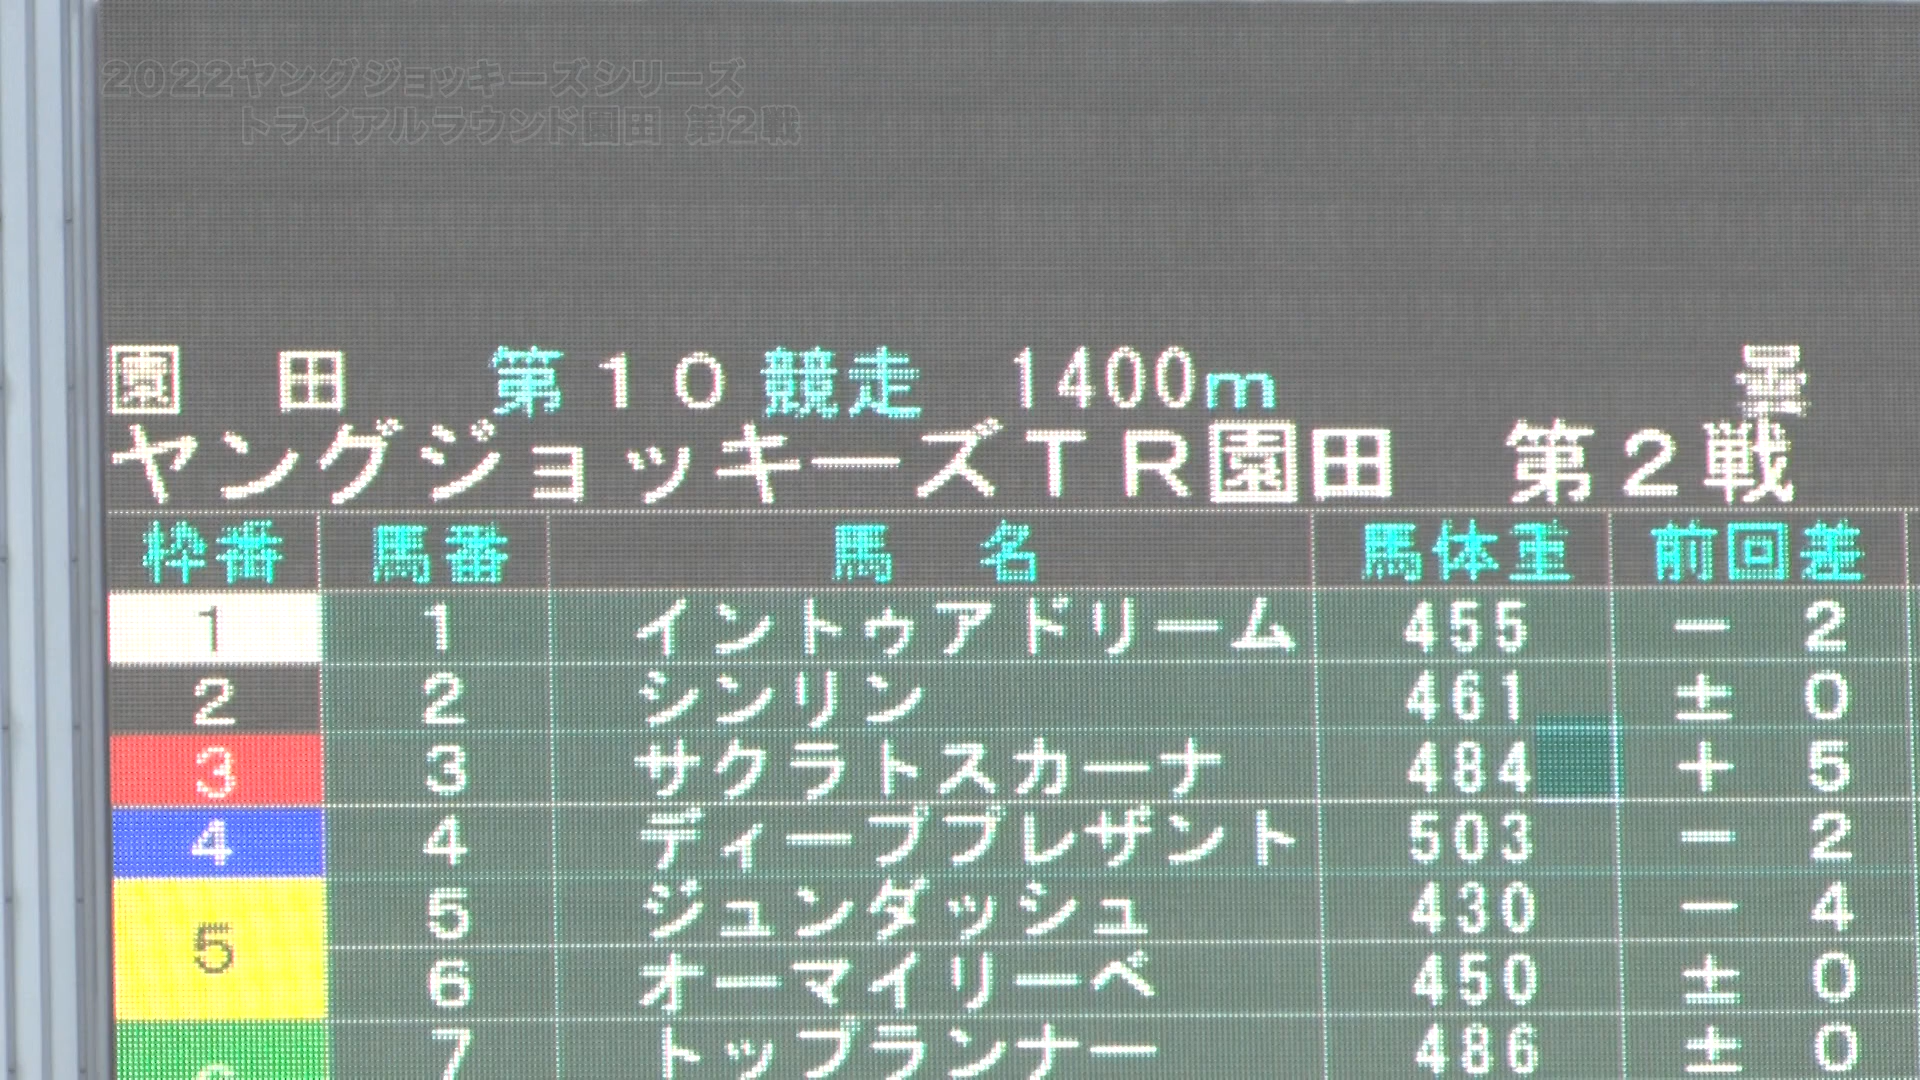 2022ヤングジョッキーズシリーズ
トライアルラウンド園田 第2戦
園 田 第10競走 1400m 曇
ヤングジョッキーズTR園田 第2戦
枠番 馬番 馬 名 馬体重 前回差
1 1 イントゥアドリーム 455 － 2
2 2 シンリン 461 ± 0
3 3 サクラトスカーナ 484 ＋ 5
4 4 ディープブレザント 503 － 2
5 5 ジュンダッシュ 430 － 4
6 オーマイリーベ 450 ± 0
7 トップランナー 486 ± 0